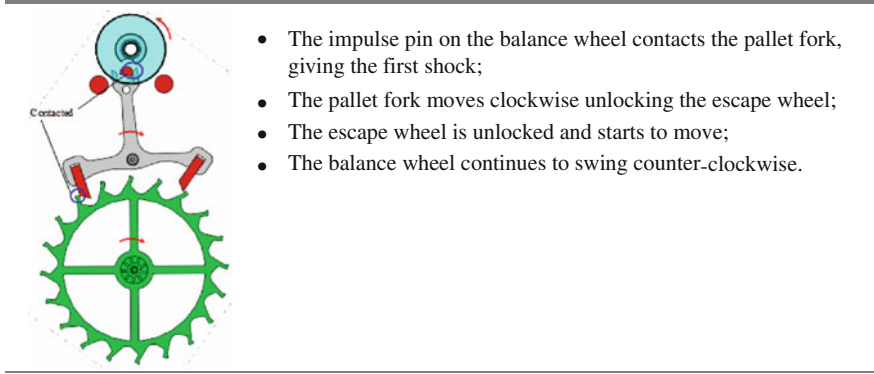 Contacted
• The impulse pin on the balance wheel contacts the pallet fork,
giving the first shock;
• The pallet fork moves clockwise unlocking the escape wheel;
• The escape wheel is unlocked and starts to move;
• The balance wheel continues to swing counter-clockwise.